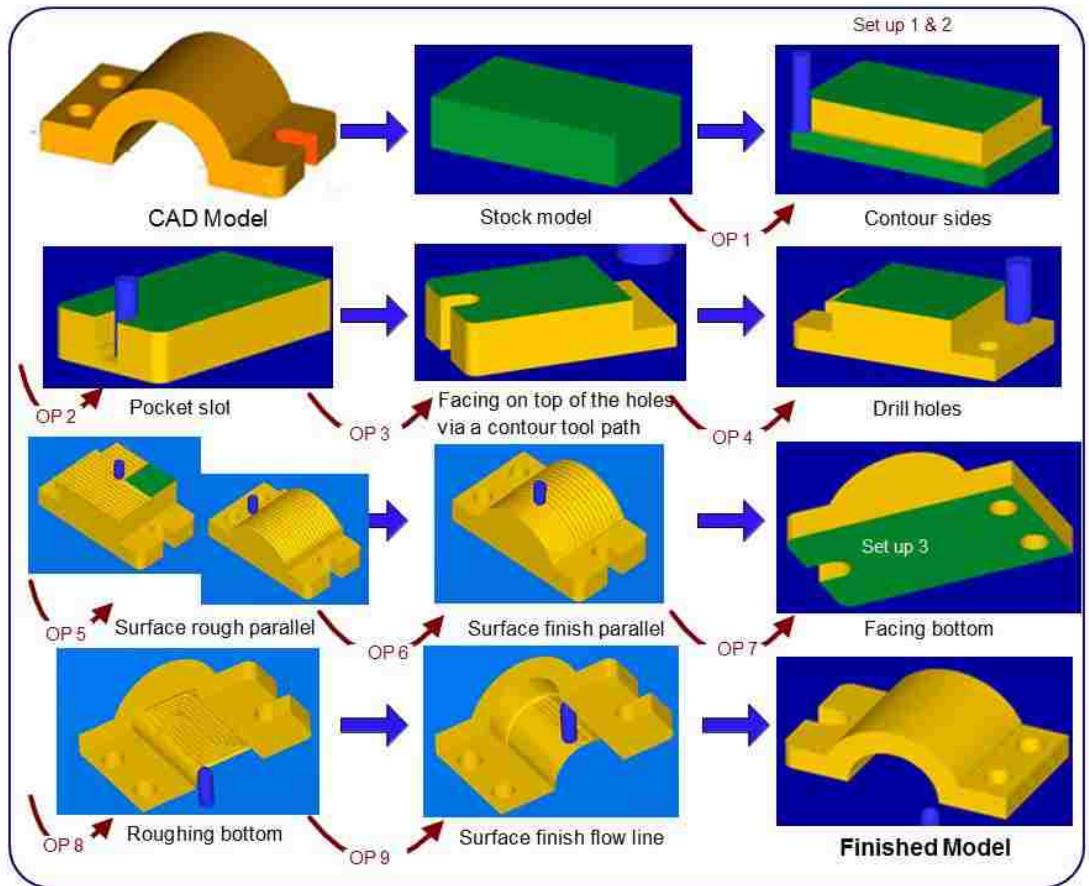 Set up 1 & 2
CAD Model
Stock model
OP 1
Contour sides
OP 2
Pocket slot
OP 3
Facing on top of the holes
via a contour tool path
OP 4
Drill holes
Set up 3
OP 5
Surface rough parallel
OP 6
Surface finish parallel
OP 7
Facing bottom
OP 8
Roughing bottom
OP 9
Surface finish flow line
Finished Model